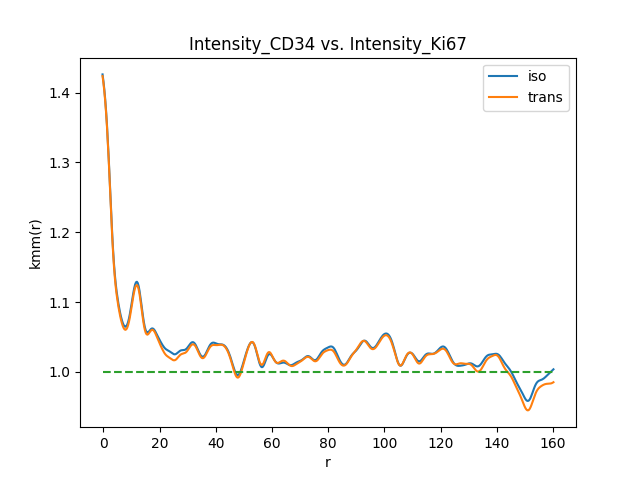 Intensity_CD34 vs. Intensity_Ki67
iso
trans
kmm(r)
1.4
1.3
1.2
1.1
1.0
0 20 40 60 80 100 120 140 160
r